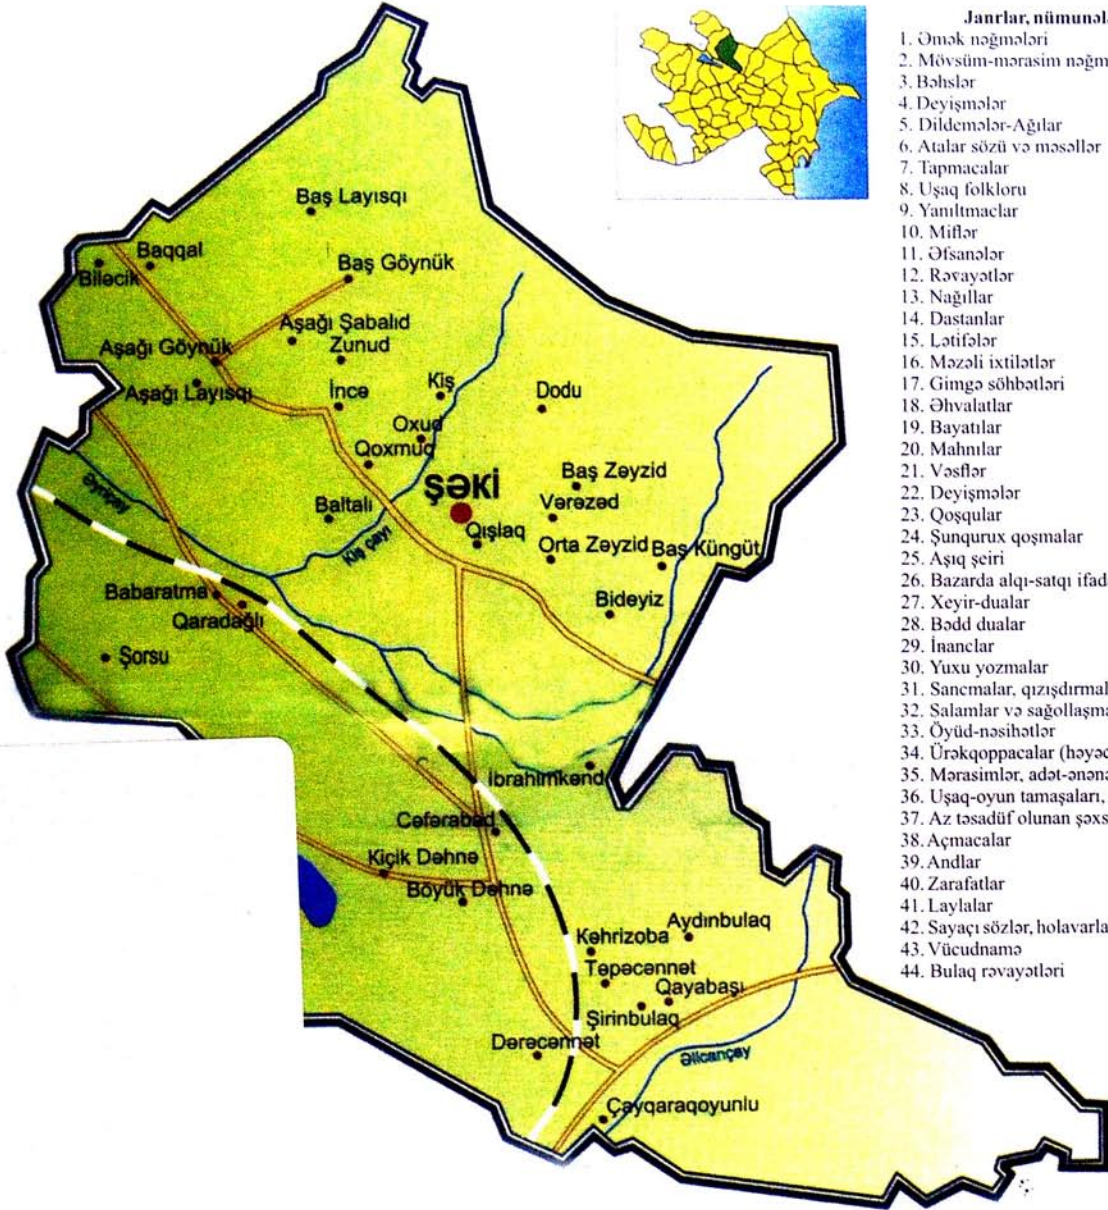 Janrlar, nümunələ
1. Əmək nəğmələri
2. Mövsüm-mərasim nəğm
3. Bəhslər
4. Deyişmələr
5. Dildemələr-Ağılar
6. Atalar sözü və məsəllər
7. Tapmacalar
8. Uşaq folkloru
9. Yanıltmaclar
10. Miflər
11. Əfsanələr
12. Rəvayətlər
13. Nağıllar
14. Dastanlar
15. Lətifələr
16. Məzəli ixtilətlər
17. Gimgə söhbətləri
18. Əhvalatlar
19. Bayatılar
20. Mahnılar
21. Vəsflər
22. Deyişmələr
23. Qoşqular
24. Şunqurux qoşmalar
25. Aşıq şeiri
26. Bazarda alqı-satqı ifad
27. Xeyir-dualar
28. Bədd dualar
29. İnanclar
30. Yuxu yozmalar
31. Sancmalar, qızışdırmal
32. Salamlar və sağollaşma
33. Öyüd-nəsihətlər
34. Ürəkqoppacalar (həyəc
35. Mərasimlər, adət-ənənə
36. Uşaq-oyun tamaşaları,
37. Az təsadüf olunan şəxs
38. Açmacalar
39. Andlar
40. Zarafatlar
41. Laylalar
42. Sayaçı sözlər, holavarla
43. Vücudnamə
44. Bulaq rəvayətləri
Baş Layısqı
Baqqal
Biləcik
Baş Göynük
Aşağı Şabalıd
Aşağı Göynük
Zunud
Aşağı Layısqı
İncə
Kiş
Dodu
Oxud
Qoxmuq
Baş Zəyzid
ŞƏKİ
Əyriçay
Baltalı
Vərəzəd
Kiş çayı
Qışlaq
Orta Zəyzid
Baş Küngüt
Babaratma
Bideyiz
Qaradağlı
Şorsu
İbrahimkənd
Cəfərabad
Kiçik Dəhnə
Böyük Dəhnə
Aydınbulaq
Kəhrizoba
Təpəcənnət
Qayabaşı
Şirinbulaq
Dərəcənnət
Əlicançay
Çayqaraqoyunlu